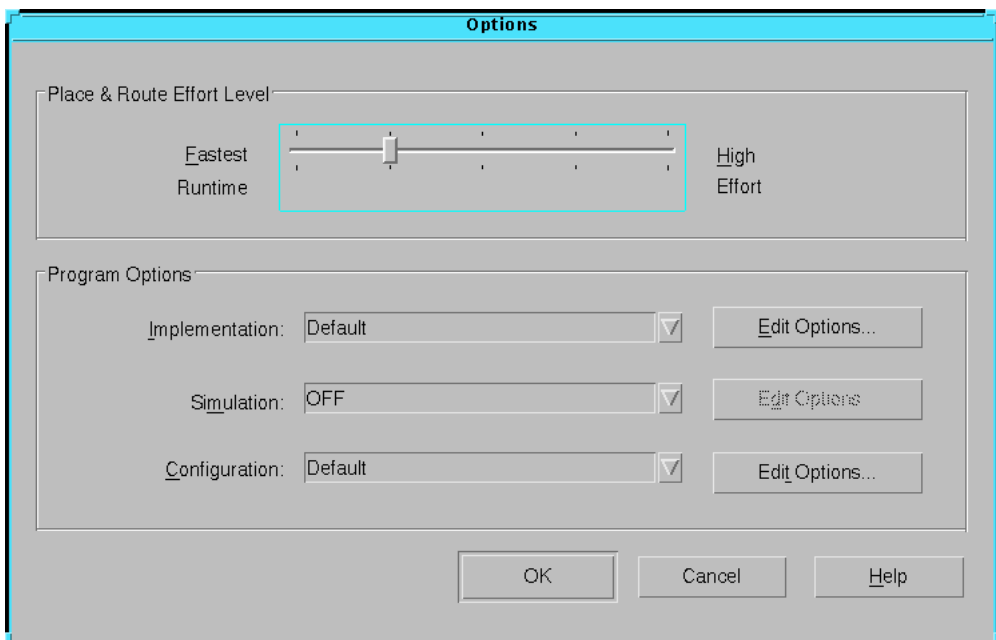 Options
Place & Route Effort Level
Fastest
Runtime
High
Effort
Program Options
Implementation: Default Edit Options...
Simulation: OFF Edit Options
Configuration: Default Edit Options...
OK Cancel Help